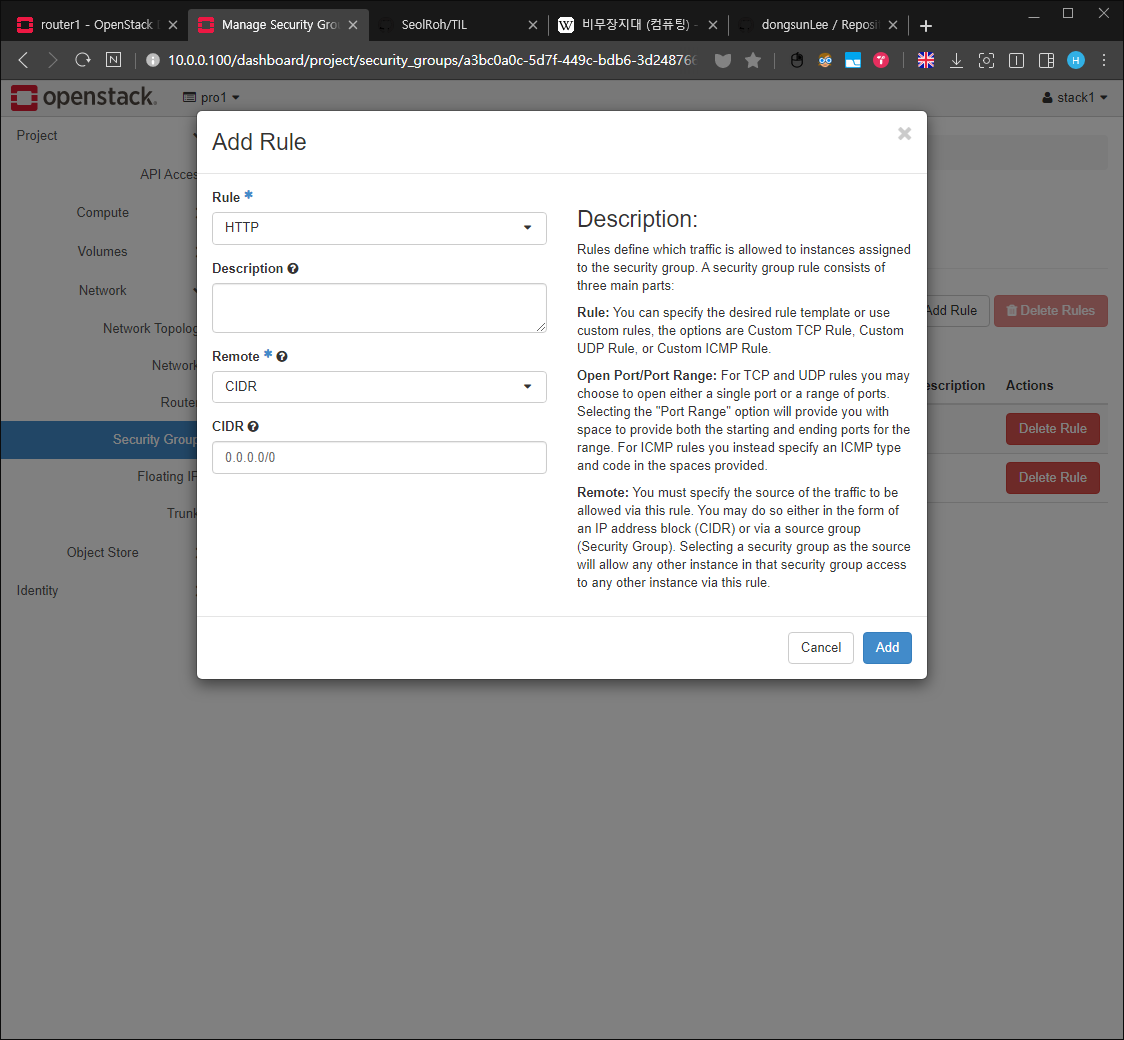 router1 - OpenStack
Manage Security Gro
SeolRoh/TIL
비무장지대 (컴퓨팅) -
dongsunLee / Reposi
N
10.0.0.100/dashboard/project/security_groups/a3bc0a0c-5d7f-449c-bdb6-3d24876
H
openstack.
pro1
stack1
Project
API Acces
Compute
Volumes
Network
Network Topolog
Network
Router
Security Group
Floating IP
Trunk
Object Store
Identity
Add Rule
Rule *
HTTP
Description
Remote *
CIDR
CIDR
0.0.0.0/0
Description:
Rules define which traffic is allowed to instances assigned
to the security group. A security group rule consists of
three main parts:
Rule: You can specify the desired rule template or use
custom rules, the options are Custom TCP Rule, Custom
UDP Rule, or Custom ICMP Rule.
Open Port/Port Range: For TCP and UDP rules you may
choose to open either a single port or a range of ports.
Selecting the "Port Range" option will provide you with
space to provide both the starting and ending ports for the
range. For ICMP rules you instead specify an ICMP type
and code in the spaces provided.
Remote: You must specify the source of the traffic to be
allowed via this rule. You may do so either in the form of
an IP address block (CIDR) or via a source group
(Security Group). Selecting a security group as the source
will allow any other instance in that security group access
to any other instance via this rule.
Cancel
Add
Add Rule
Delete Rules
escription
Actions
Delete Rule
Delete Rule